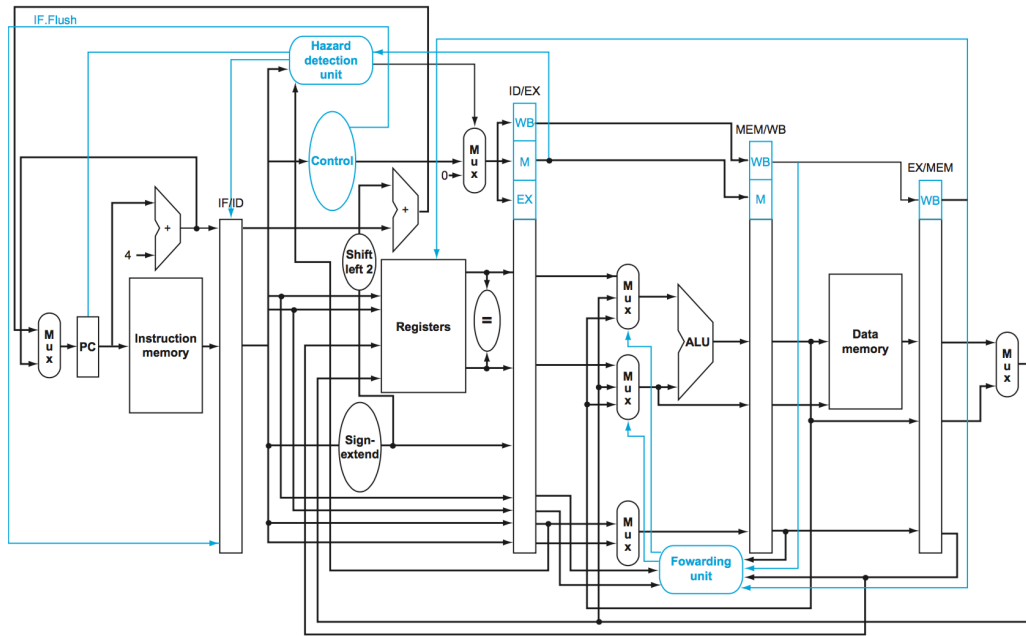 IF.Flush
Hazard
detection
unit
ID/EX
WB
M
EX
Control
M
u
x
0
MEM/WB
WB
M
EX/MEM
WB
IF/ID
+
+
4
Shift
left 2
M
u
x
PC
Instruction
memory
Registers
=
M
u
x
M
u
x
ALU
Data
memory
M
u
x
Sign-
extend
M
u
x
Fowarding
unit